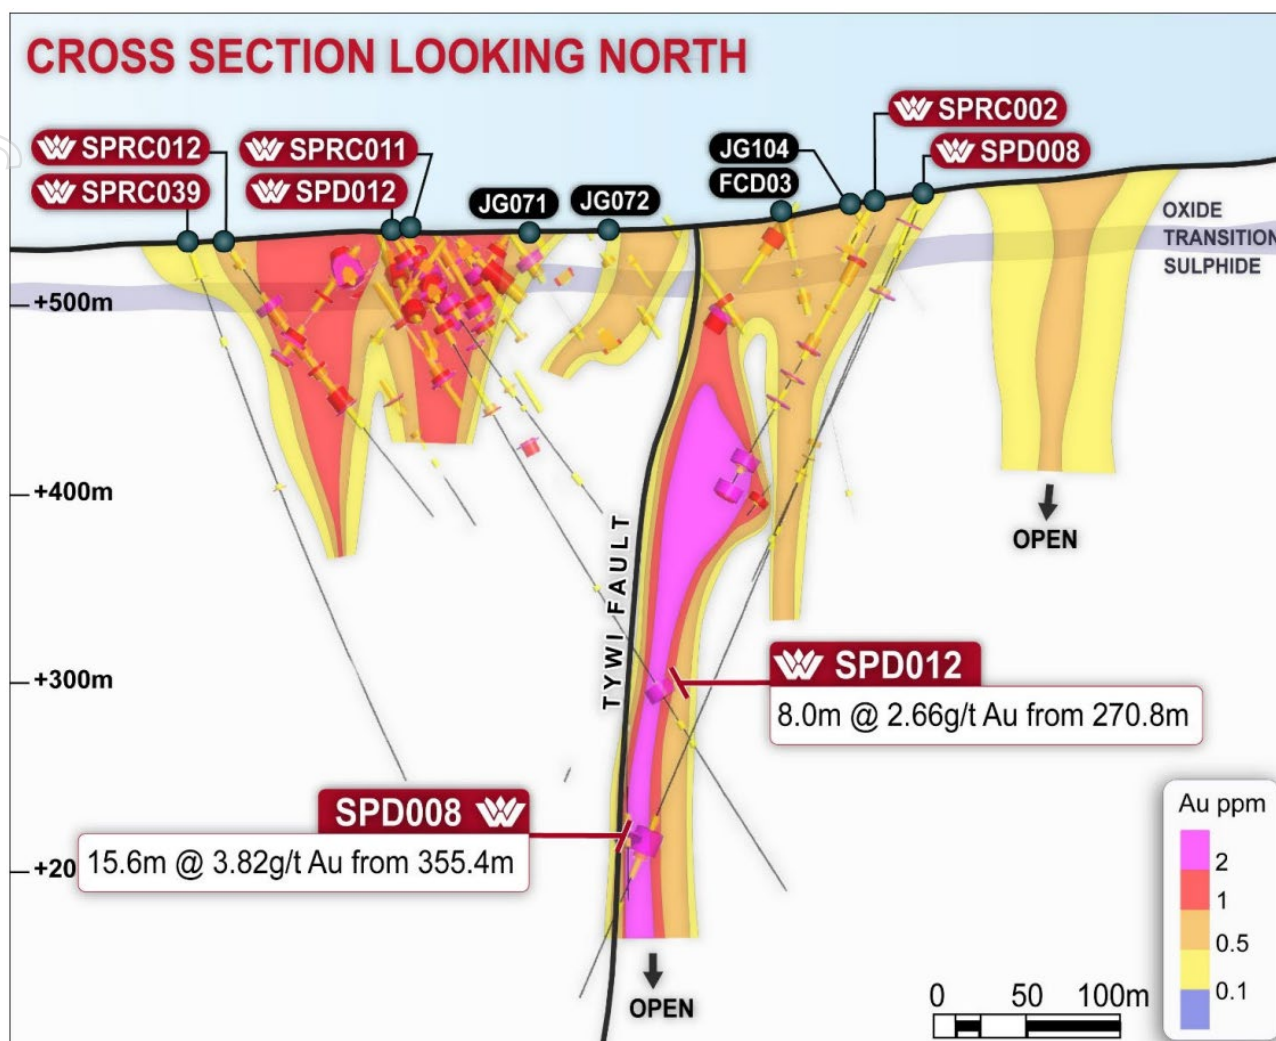 CROSS SECTION LOOKING NORTH
SPRC002
SPRC012
SPRC011
JG104
SPD008
SPRC039
SPD012
JG071
JG072
FCD03
OXIDE
TRANSITION
SULPHIDE
+500m
+400m
OPEN
TYWI FAULT
+300m
SPD012
8.0m @ 2.66g/t Au from 270.8m
SPD008
15.6m @ 3.82g/t Au from 355.4m
+20
OPEN
Au ppm
2
1
0.5
0.1
0 50 100m